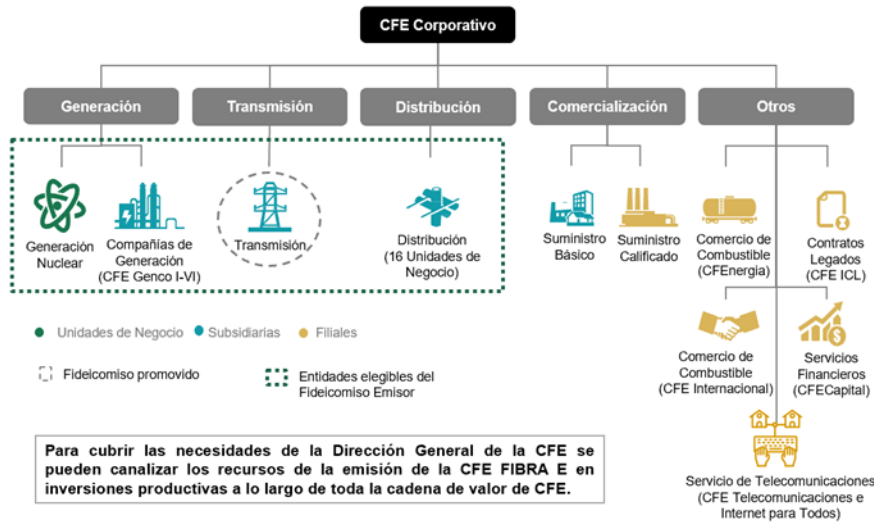 CFE Corporativo
Generación
Transmisión
Distribución
Comercialización
Otros
Generación
Nuclear
Compañías de
Generación
(CFE Genco I-VI)
Transmisión
Distribución
(16 Unidades de
Negocio)
Suministro
Básico
Suministro
Calificado
Comercio de
Combustible
(CFEnergia)
Contratos
Legados
(CFE ICL)
Unidades de Negocio
Subsidiarias
Filiales
Fideicomiso promovido
Entidades elegibles del
Fideicomiso Emisor
Comercio de
Combustible
(CFE Internacional)
Servicios
Financieros
(CFECapital)
Para cubrir las necesidades de la Dirección General de la CFE se
pueden canalizar los recursos de la emisión de la CFE FIBRA E en
inversiones productivas a lo largo de toda la cadena de valor de CFE.
Servicio de Telecomunicaciones
(CFE Telecomunicaciones e
Internet para Todos)